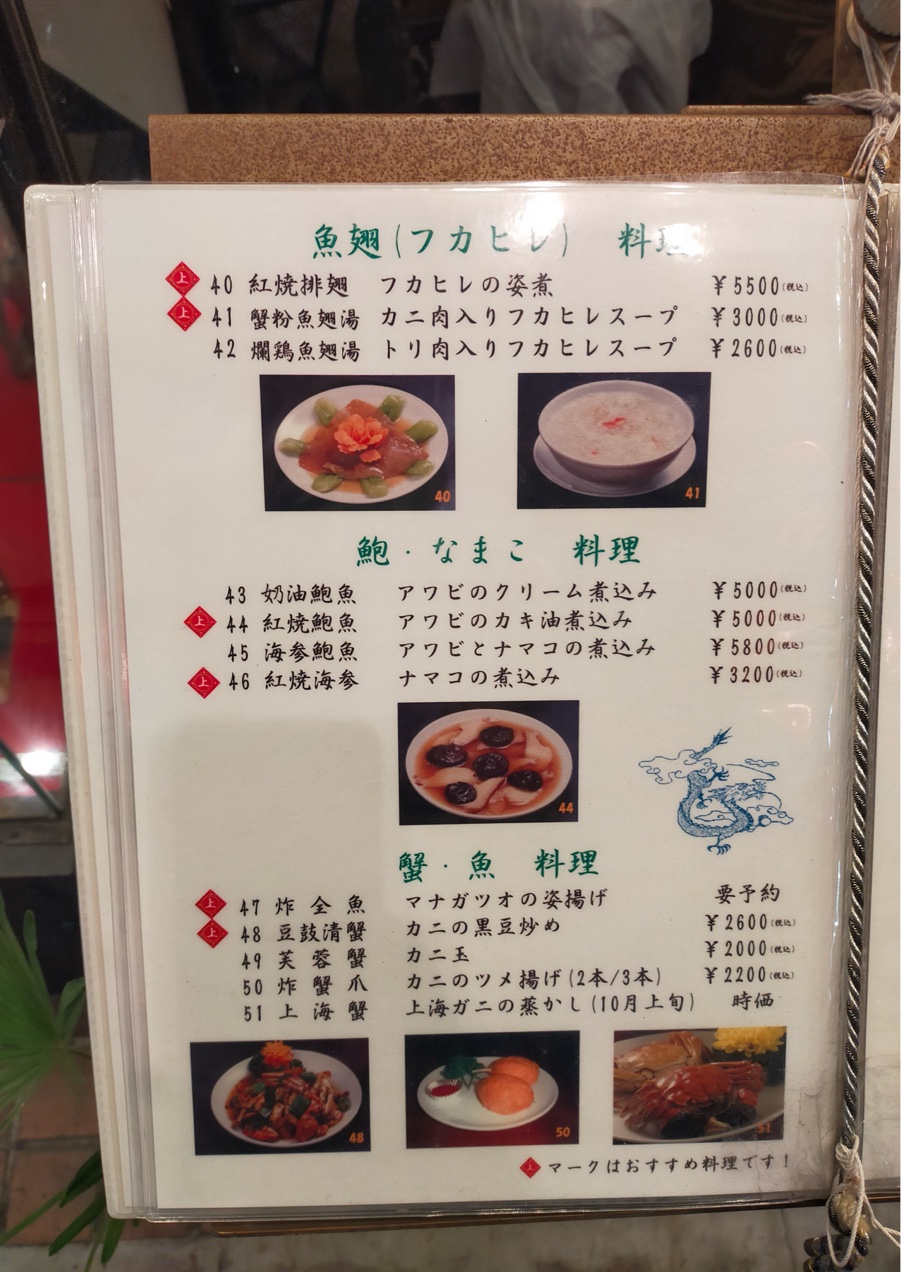 魚翅(フカヒレ) 料理
上 40 紅焼排翅 フカヒレの姿煮 ¥5500(税込)
上 41 蟹粉魚翅湯 カニ肉入りフカヒレスープ ¥3000(税込)
42 爛鶏魚翅湯 トリ肉入りフカヒレスープ ¥2600(税込)
40
41
鮑・なまこ 料理
43 奶油鮑魚 アワビのクリーム煮込み ¥5000(税込)
上 44 紅焼鮑魚 アワビのカキ油煮込み ¥5000(税込)
45 海参鮑魚 アワビとナマコの煮込み ¥5800(税込)
上 46 紅焼海参 ナマコの煮込み ¥3200(税込)
44
蟹・魚 料理
上 47 炸全魚 マナガツオの姿揚げ 要予約
上 48 豆鼓清蟹 カニの黒豆炒め ¥2600(税込)
49 芙蓉蟹 カニ玉 ¥2000(税込)
50 炸蟹爪 カニのツメ揚げ(2本/3本) ¥2200(税込)
51 上海蟹 上海ガニの蒸かし(10月上旬) 時価
48
50
51
上 マークはおすすめ料理です!